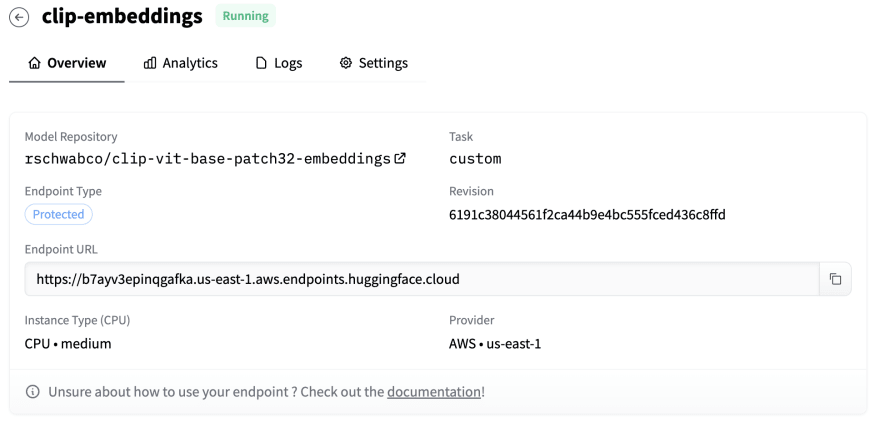 clip-embeddings Running
Overview Analytics Logs Settings
Model Repository Task
rschwabco/clip-vit-base-patch32-embeddings custom
Endpoint Type Revision
Protected 6191c38044561f2ca44b9e4bc555fced436c8ffd
Endpoint URL
https://b7ayv3epinqgafka.us-east-1.aws.endpoints.huggingface.cloud
Instance Type (CPU) Provider
CPU • medium AWS • us-east-1
Unsure about how to use your endpoint ? Check out the documentation!